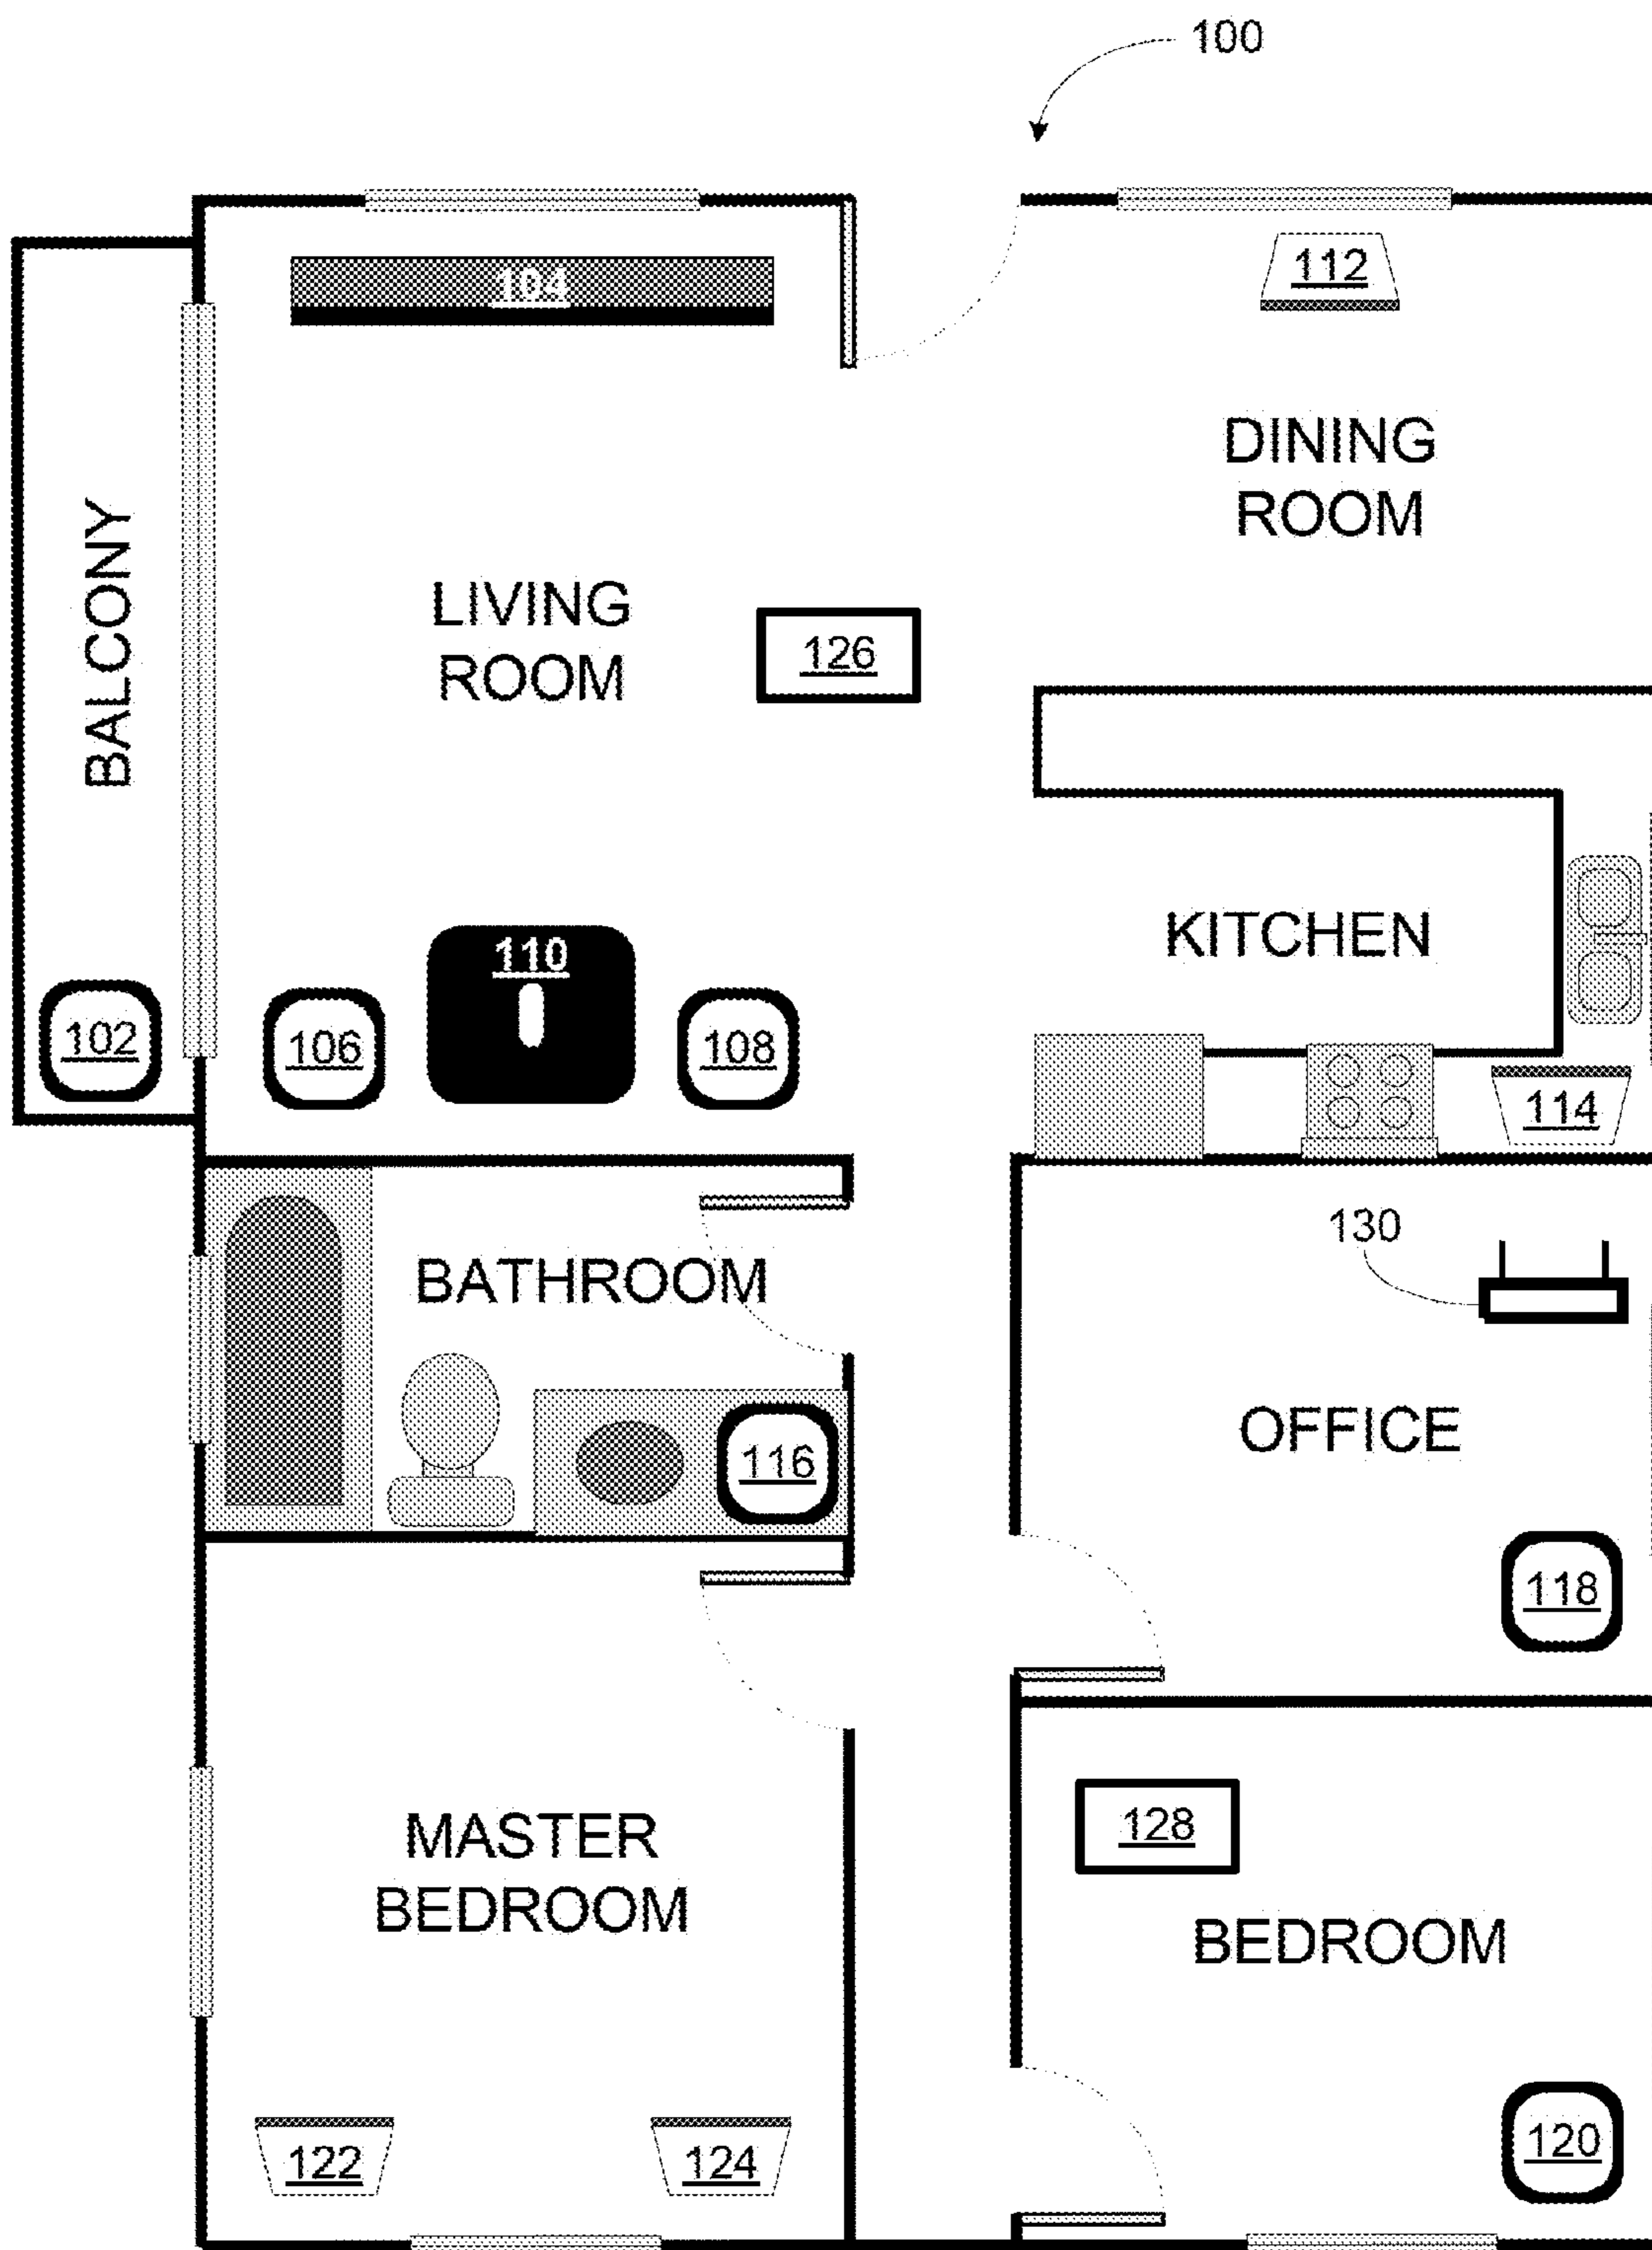 100
104
112
DINING
ROOM
BALCONY
LIVING
ROOM
126
KITCHEN
110
102
106
108
114
130
BATHROOM
OFFICE
116
118
128
MASTER
BEDROOM
BEDROOM
122
124
120